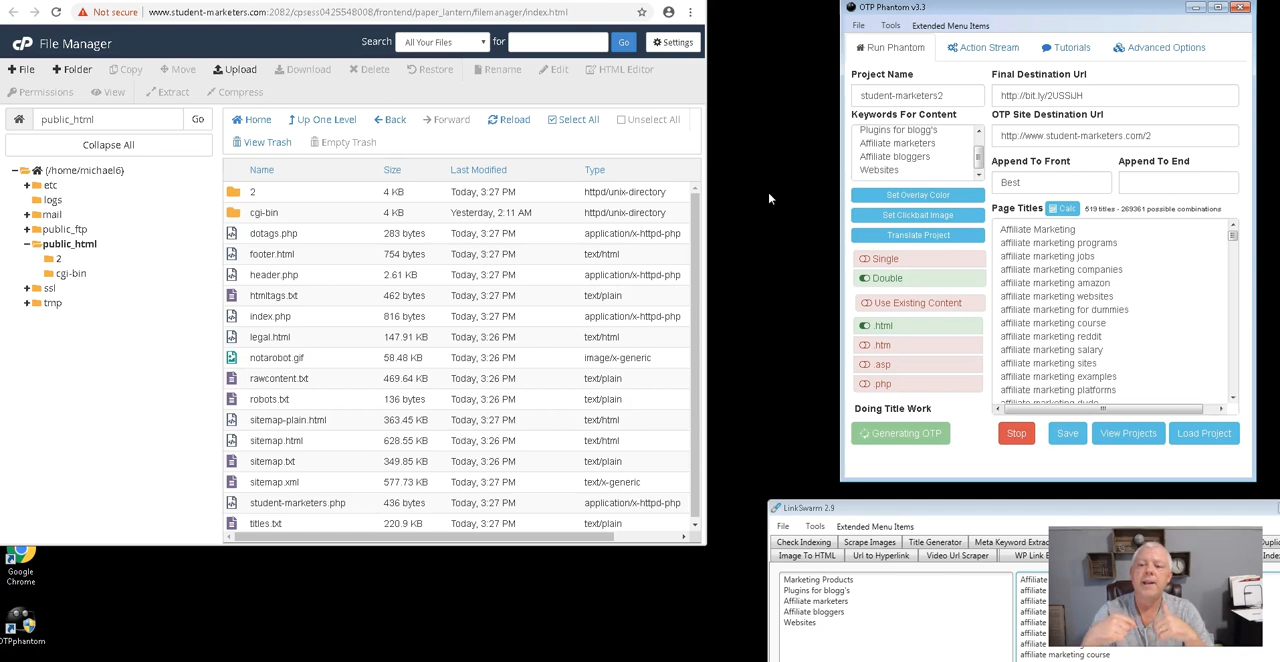 Not secure
www.student-marketers.com:2082/cpsess0425548008/frontend/paper_lantern/filemanager/index.html
cP File Manager
Search All Your Files for Go Settings
File Folder Copy Move Upload Download Delete Restore Rename Edit HTML Editor
Permissions View Extract Compress
public_html Go
Collapse All
(/home/michael6)
etc
logs
mail
public_ftp
public_html
2
cgi-bin
ssl
tmp
Home Up One Level Back Forward Reload Select All Unselect All
View Trash Empty Trash
Name Size Last Modified Type
2 4 KB Today, 3:27 PM httpd/unix-directory
cgi-bin 4 KB Yesterday, 2:11 AM httpd/unix-directory
dotags.php 283 bytes Today, 3:27 PM application/x-httpd-php
footer.html 754 bytes Today, 3:27 PM text/html
header.php 2.61 KB Today, 3:27 PM application/x-httpd-php
htmltags.txt 462 bytes Today, 3:27 PM text/plain
index.php 816 bytes Today, 3:27 PM application/x-httpd-php
legal.html 147.91 KB Today, 3:26 PM text/html
notarobot.gif 58.48 KB Today, 3:26 PM image/x-generic
rawcontent.txt 469.64 KB Today, 3:27 PM text/plain
robots.txt 136 bytes Today, 3:27 PM text/plain
sitemap-plain.html 363.45 KB Today, 3:26 PM text/html
sitemap.html 628.55 KB Today, 3:26 PM text/html
sitemap.txt 349.85 KB Today, 3:26 PM text/plain
sitemap.xml 577.73 KB Today, 3:27 PM text/x-generic
student-marketers.php 436 bytes Today, 3:27 PM application/x-httpd-php
titles.txt 220.9 KB Today, 3:27 PM text/plain
Google
Chrome
OTPphantom
OTP Phantom v3.3
File Tools Extended Menu Items
Run Phantom Action Stream Tutorials Advanced Options
Project Name Final Destination Url
student-marketers2 http://bit.ly/2USSiJH
Keywords For Content OTP Site Destination Url
Plugins for blogg's
Affiliate marketers
Affiliate bloggers
Websites
http://www.student-marketers.com/2
Append To Front Append To End
Best
Set Overlay Color
Set Clickball Image
Translate Project
Page Titles Calc 519 titles - 269361 possible combinations
Single
Double
Use Existing Content
.html
.htm
.asp
.php
Affiliate Marketing
affiliate marketing programs
affiliate marketing jobs
affiliate marketing companies
affiliate marketing amazon
affiliate marketing websites
affiliate marketing for dummies
affiliate marketing course
affiliate marketing reddit
affiliate marketing salary
affiliate marketing sites
affiliate marketing examples
affiliate marketing platforms
affiliate marketing dude
Doing Title Work
Generating OTP Stop Save View Projects Load Project
LinkSwarm 2.9
File Tools Extended Menu Items
Check Indexing Scrape Images Title Generator Meta Keyword Extrac
Image To HTML Url to Hyperlink Video Url Scraper WP Link E
Marketing Products
Plugins for blogg's
Affiliate marketers
Affiliate bloggers
Websites
Affiliate
affiliate
affiliate
affiliate
affiliate
affiliate
affiliate
affiliate marketing course